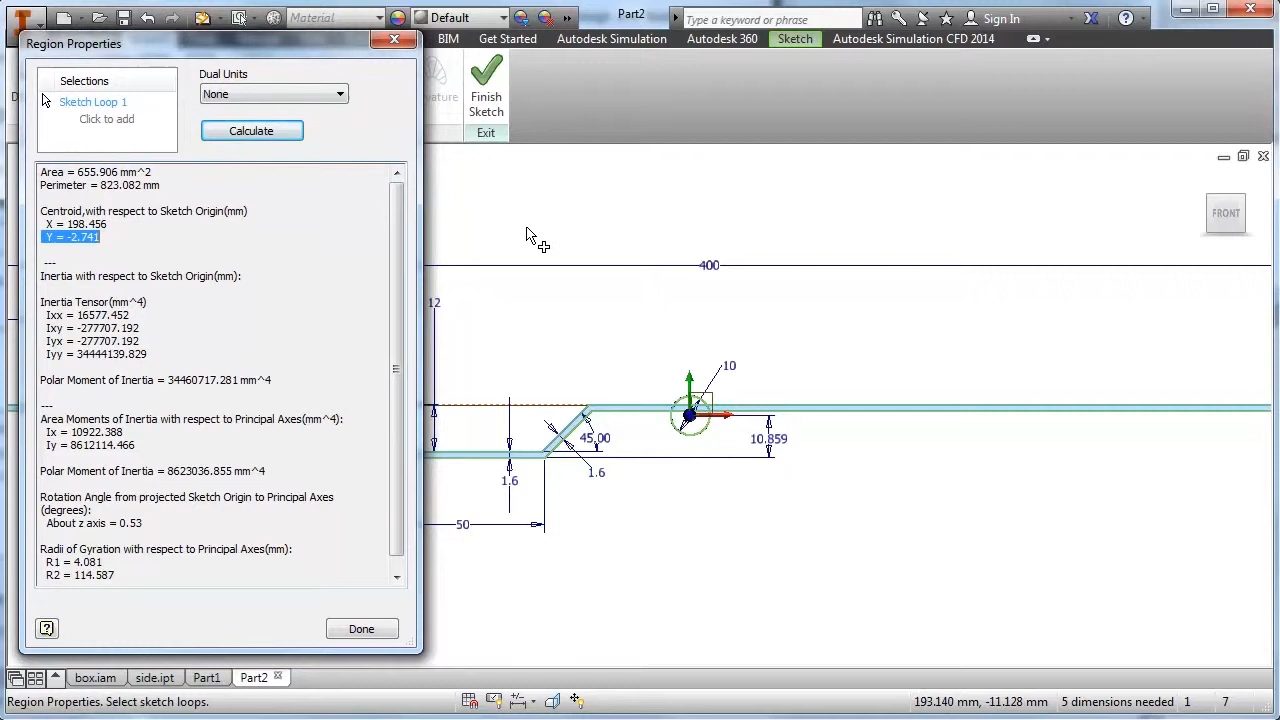 Material
Default
Part2
Type a keyword or phrase
Sign In
Region Properties
BIM
Get Started
Autodesk Simulation
Autodesk 360
Sketch
Autodesk Simulation CFD 2014
Selections
Sketch Loop 1
Click to add
Dual Units
None
Calculate
Finish
Sketch
Exit
Area = 655.906 mm^2
Perimeter = 823.082 mm
Centroid,with respect to Sketch Origin(mm)
X = 198.456
Y = -2.741
---
Inertia with respect to Sketch Origin(mm):
Inertia Tensor(mm^4)
Ixx = 16577.452
Ixy = -277707.192
Iyx = -277707.192
Iyy = 34444139.829
Polar Moment of Inertia = 34460717.281 mm^4
---
Area Moments of Inertia with respect to Principal Axes(mm^4):
Ix = 10922.388
Iy = 8612114.466
Polar Moment of Inertia = 8623036.855 mm^4
Rotation Angle from projected Sketch Origin to Principal Axes
(degrees):
About z axis = 0.53
Radii of Gyration with respect to Principal Axes(mm):
R1 = 4.081
R2 = 114.587
Done
FRONT
400
12
10
45.00
10.859
1.6
1.6
50
box.iam
side.ipt
Part1
Part2
Region Properties. Select sketch loops.
193.140 mm, -11.128 mm
5 dimensions needed
1
7